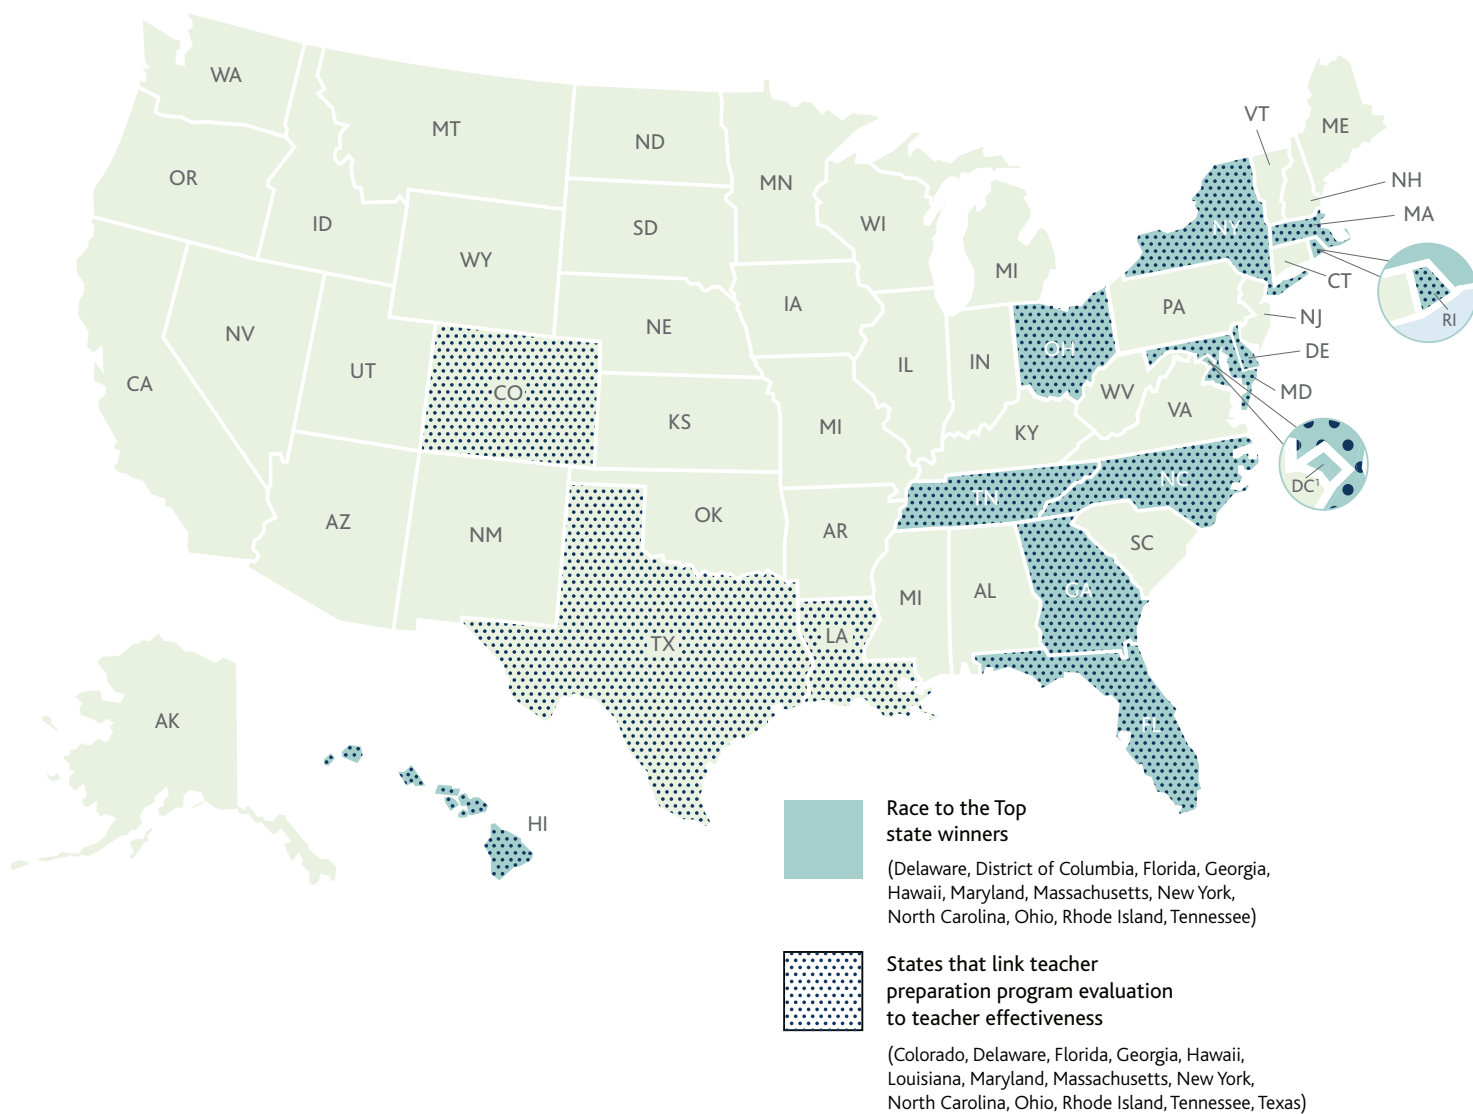 WA
MT
ND
MN
OR
ID
WY
SD
WI
MI
VT
ME
NH
MA
NY
CT
RI
NJ
PA
DE
MD
NV
UT
CA
CO
NE
IA
IL
IN
OH
WV
VA
KS
MI
KY
DC¹
AZ
NM
OK
AR
TN
NC
SC
TX
LA
MI
AL
GA
FL
AK
HI
Race to the Top
state winners
(Delaware, District of Columbia, Florida, Georgia,
Hawaii, Maryland, Massachusetts, New York,
North Carolina, Ohio, Rhode Island, Tennessee)
States that link teacher
preparation program evaluation
to teacher effectiveness
(Colorado, Delaware, Florida, Georgia, Hawaii,
Louisiana, Maryland, Massachusetts, New York,
North Carolina, Ohio, Rhode Island, Tennessee, Texas)